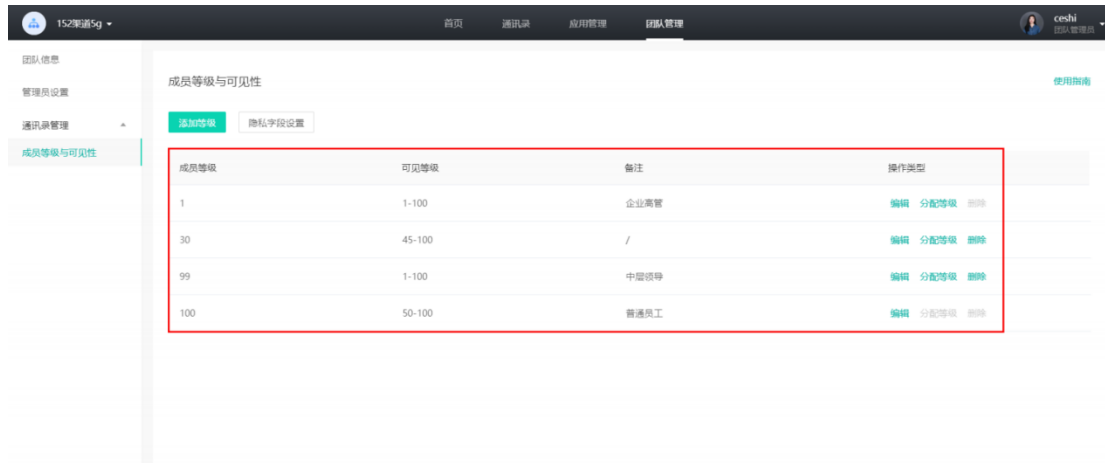 152渠道5g
首页 通讯录 应用管理 团队管理
ceshi
团队管理员
团队信息
管理员设置
通讯录管理
成员等级与可见性
成员等级与可见性
使用指南
添加等级 隐私字段设置
成员等级 可见等级 备注 操作类型
1 1-100 企业高管 编辑 分配等级 删除
30 45-100 / 编辑 分配等级 删除
99 1-100 中层领导 编辑 分配等级 删除
100 50-100 普通员工 编辑 分配等级 删除